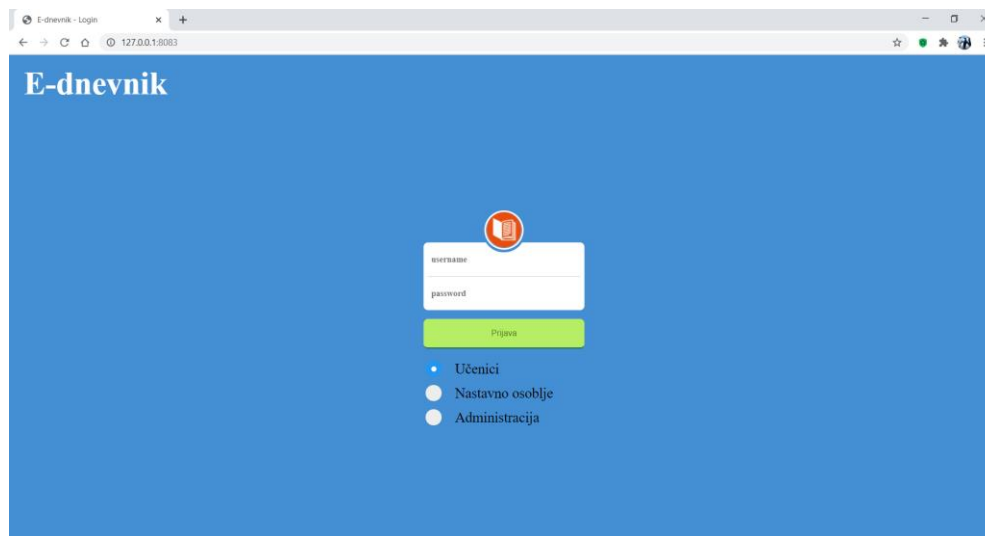 E-dnevnik - Login
127.0.0.1:8083
E-dnevnik
username
password
Prijava
Učenici
Nastavno osoblje
Administracija